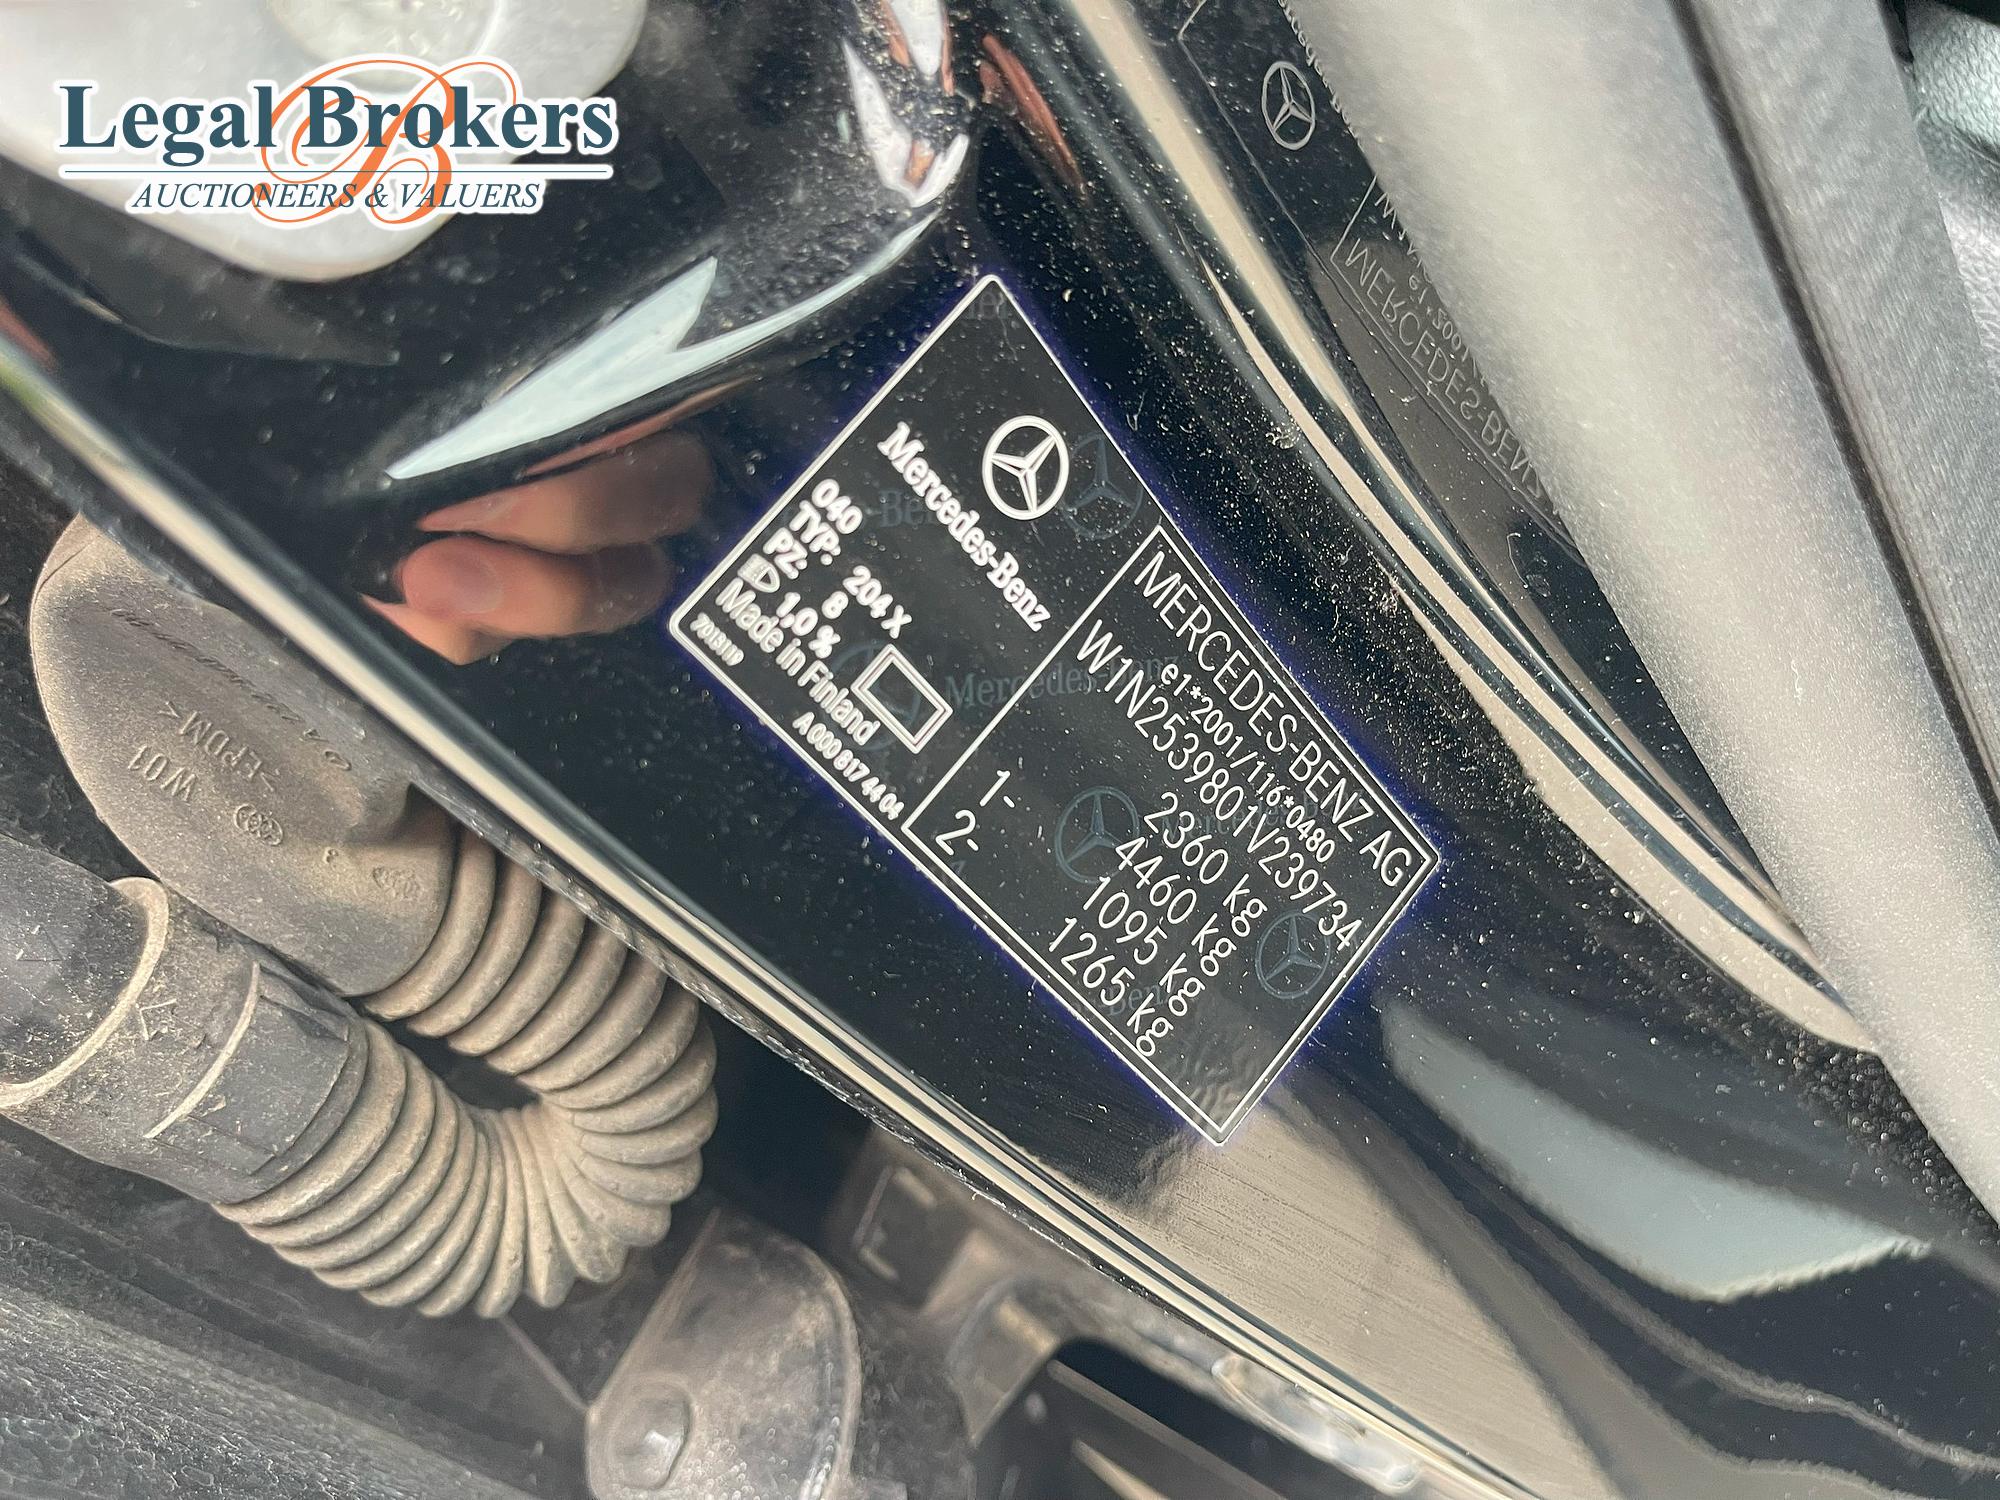 Legal Brokers
AUCTIONEERS & VALUERS
Mercedes-Benz
040
TYP: 204 X
PZ: 8
1,0 %
Made in Finland
A 000 817 44 04
MERCEDES-BENZ AG
e1*2001/116*0480
W1N2539801V239734
2360 kg
4460 kg
1- 1095 kg
2- 1265 kg
>EPDM<
W01